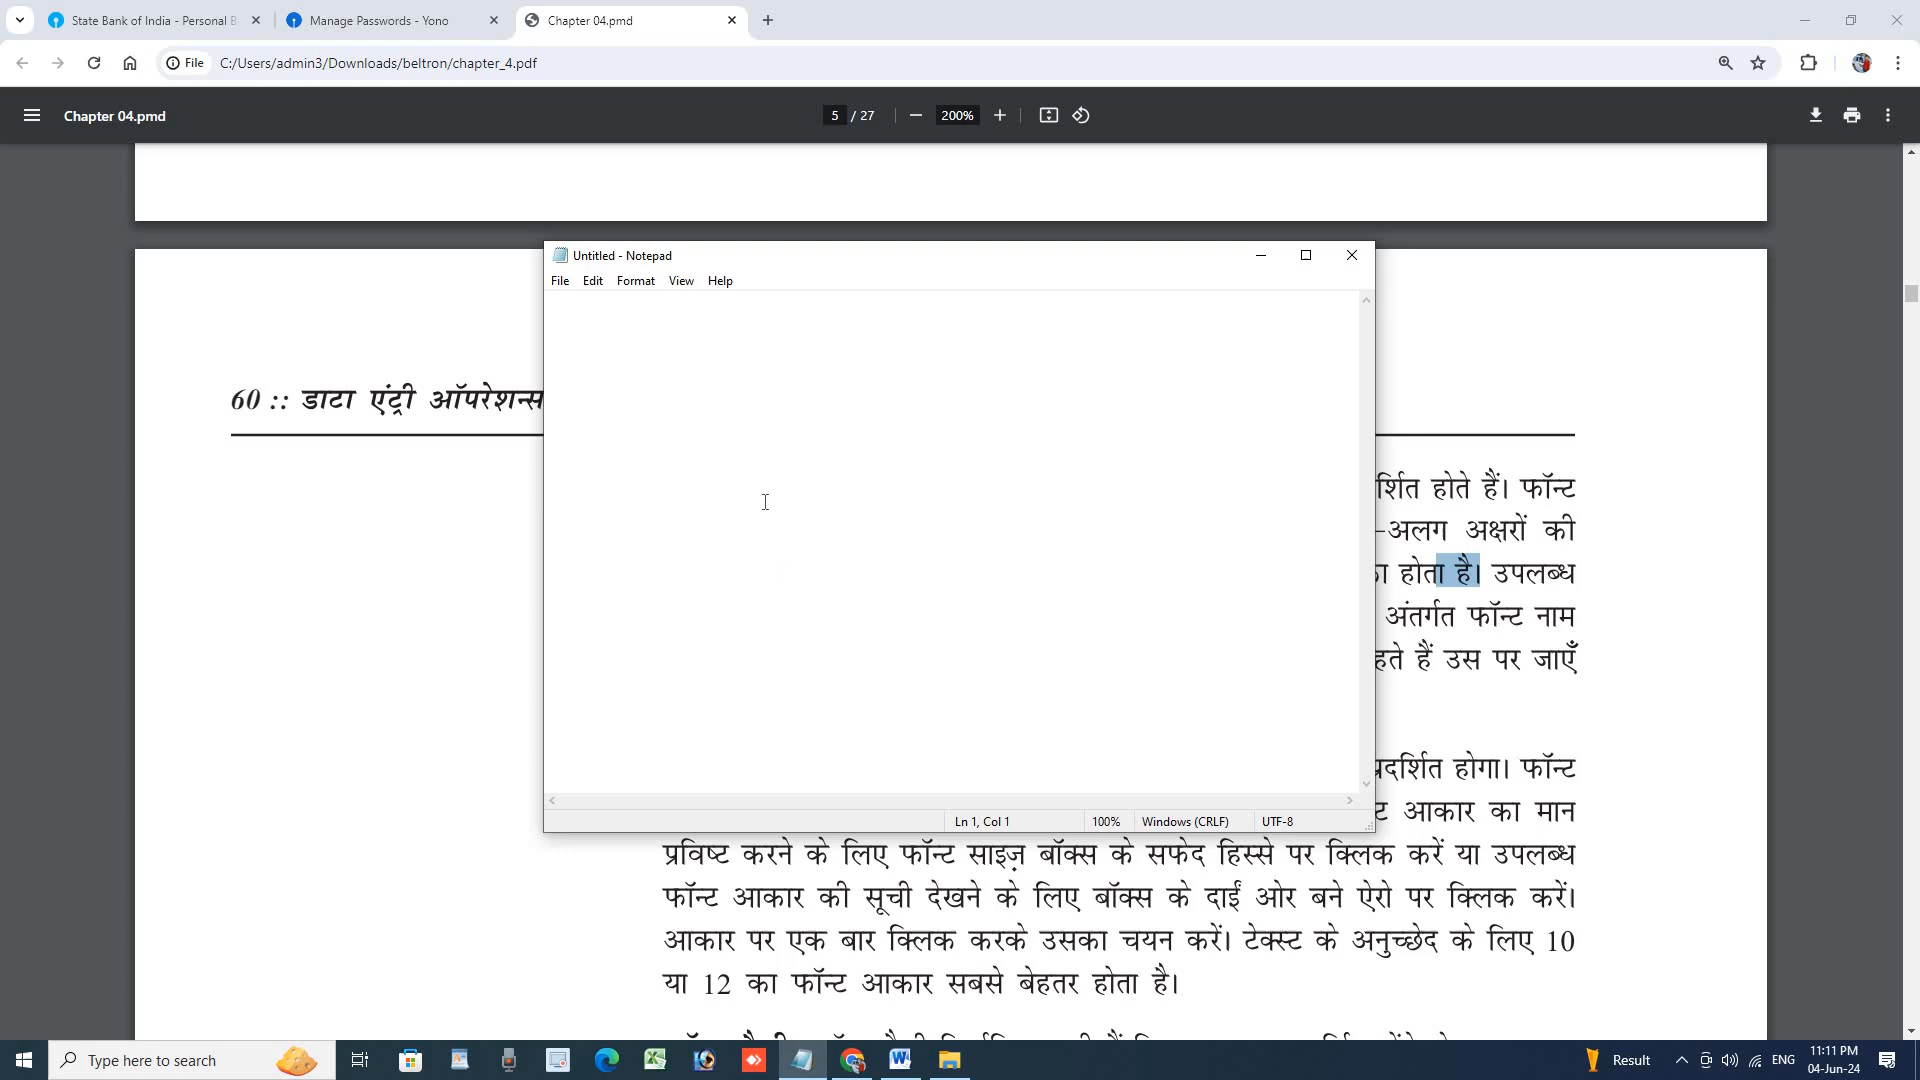 State Bank of India - Personal B
Manage Passwords - Yono
Chapter 04.pmd
File
C:/Users/admin3/Downloads/beltron/chapter_4.pdf
Chapter 04.pmd
5 / 27
200%
Untitled - Notepad
File Edit Format View Help
60 :: डाटा एंट्री ऑपरेशन्स
र्शित होते हैं। फॉन्ट
-अलग अक्षरों की
होता है। उपलब्ध
अंतर्गत फॉन्ट नाम
हते हैं उस पर जाएँ
प्रदर्शित होगा। फॉन्ट
आकार का मान
Ln 1, Col 1
100%
Windows (CRLF)
UTF-8
प्रविष्ट करने के लिए फॉन्ट साइज़ बॉक्स के सफेद हिस्से पर क्लिक करें या उपलब्ध
फॉन्ट आकार की सूची देखने के लिए बॉक्स के दाईं ओर बने ऐरो पर क्लिक करें।
आकार पर एक बार क्लिक करके उसका चयन करें। टेक्स्ट के अनुच्छेद के लिए 10
या 12 का फॉन्ट आकार सबसे बेहतर होता है।
Type here to search
Result
ENG
11:11 PM
04-Jun-24